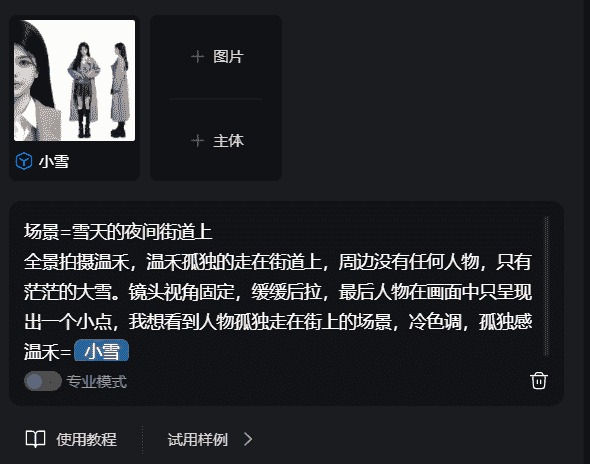 图片
主体
小雪
场景=雪天的夜间街道上
全景拍摄温禾，温禾孤独的走在街道上，周边没有任何人物，只有
茫茫的大雪。镜头视角固定，缓缓后拉，最后人物在画面中只呈现
出一个小点，我想看到人物孤独走在街上的场景，冷色调，孤独感
温禾= 小雪
专业模式
使用教程
试用样例